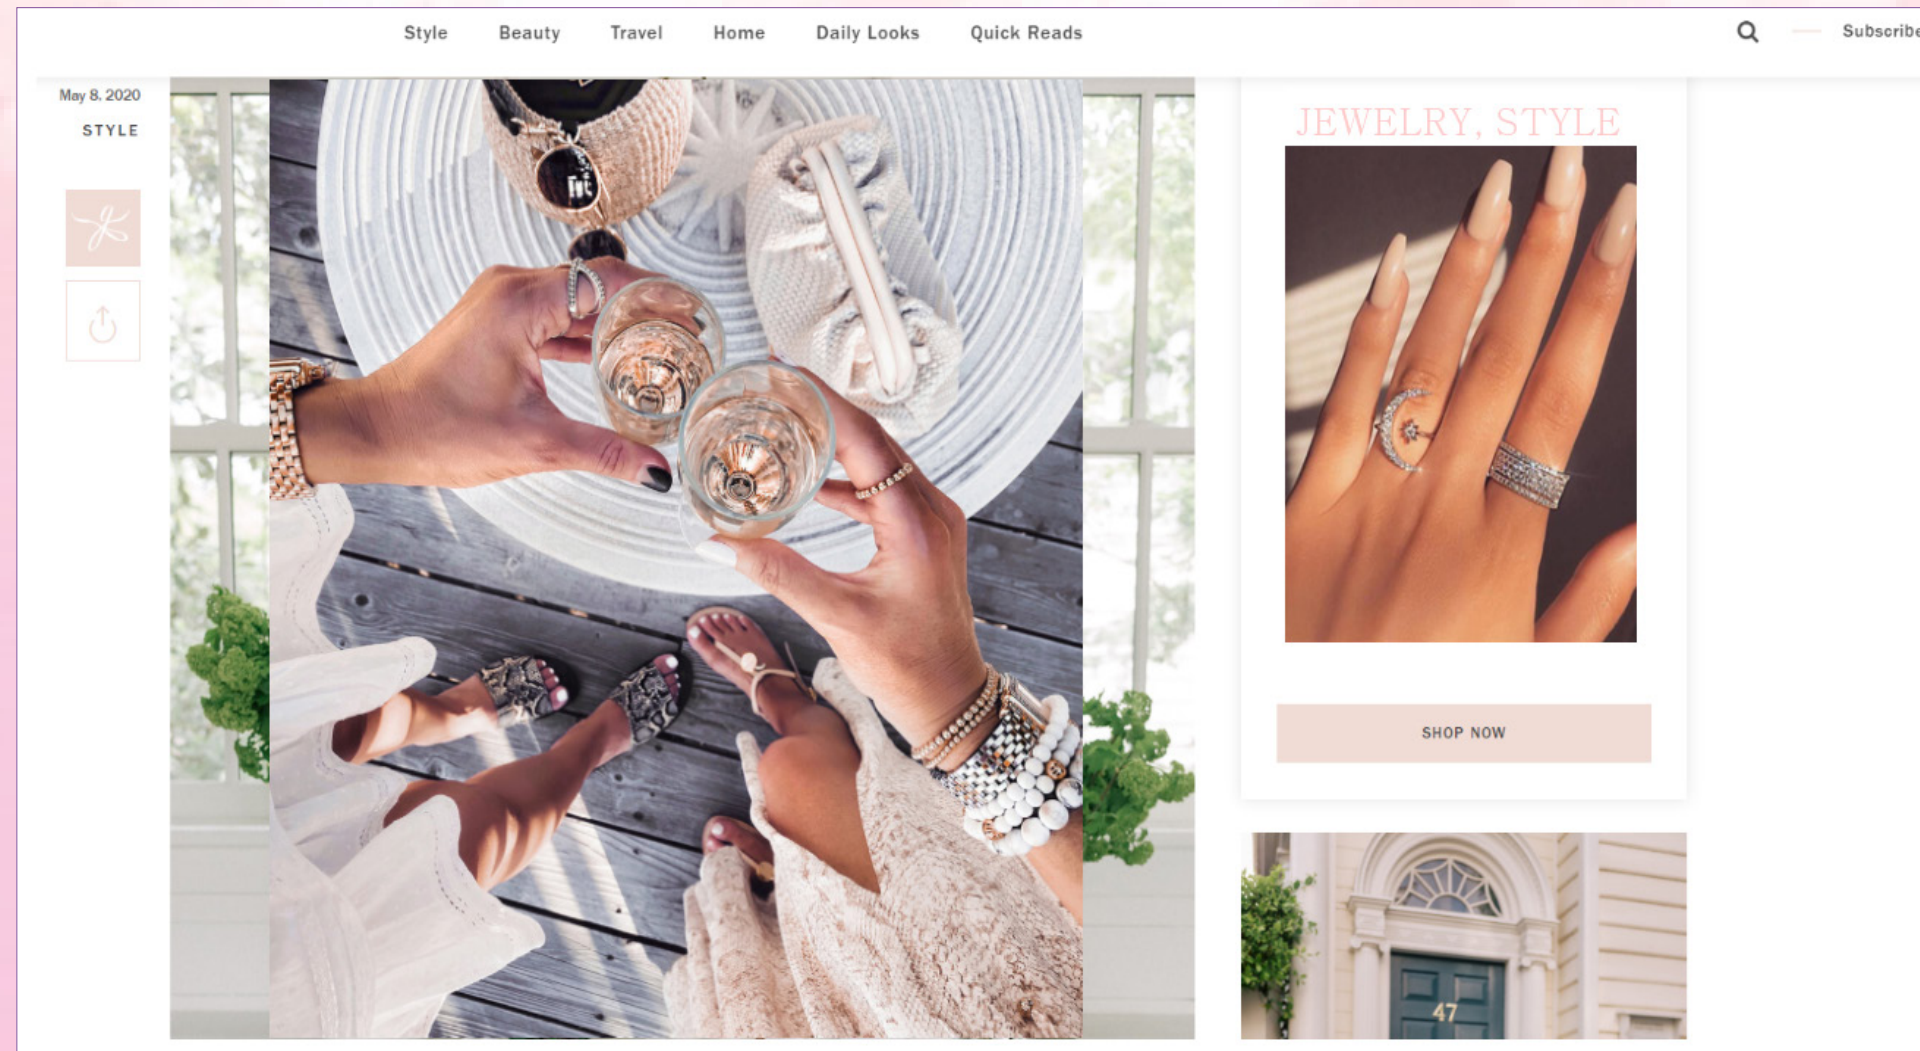 Style Beauty Travel Home Daily Looks Quick Reads Subscribe
May 8, 2020
STYLE
JEWELRY, STYLE
SHOP NOW
47